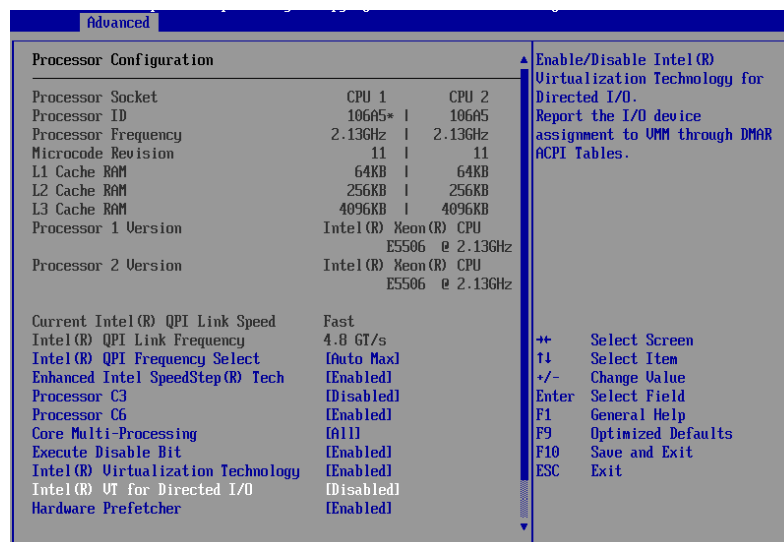 Advanced
Processor Configuration
Processor Socket CPU 1 CPU 2
Processor ID 106A5* | 106A5
Processor Frequency 2.13GHz | 2.13GHz
Microcode Revision 11 | 11
L1 Cache RAM 64KB | 64KB
L2 Cache RAM 256KB | 256KB
L3 Cache RAM 4096KB | 4096KB
Processor 1 Version Intel(R) Xeon(R) CPU
E5506 @ 2.13GHz
Processor 2 Version Intel(R) Xeon(R) CPU
E5506 @ 2.13GHz
Current Intel(R) QPI Link Speed Fast
Intel(R) QPI Link Frequency 4.8 GT/s
Intel(R) QPI Frequency Select [Auto Max]
Enhanced Intel SpeedStep(R) Tech [Enabled]
Processor C3 [Disabled]
Processor C6 [Enabled]
Core Multi-Processing [All]
Execute Disable Bit [Enabled]
Intel(R) Virtualization Technology [Enabled]
Intel(R) VT for Directed I/O [Disabled]
Hardware Prefetcher [Enabled]
Enable/Disable Intel(R)
Virtualization Technology for
Directed I/O.
Report the I/O device
assignment to VMM through DMAR
ACPI Tables.
→← Select Screen
↑↓ Select Item
+/- Change Value
Enter Select Field
F1 General Help
F9 Optimized Defaults
F10 Save and Exit
ESC Exit